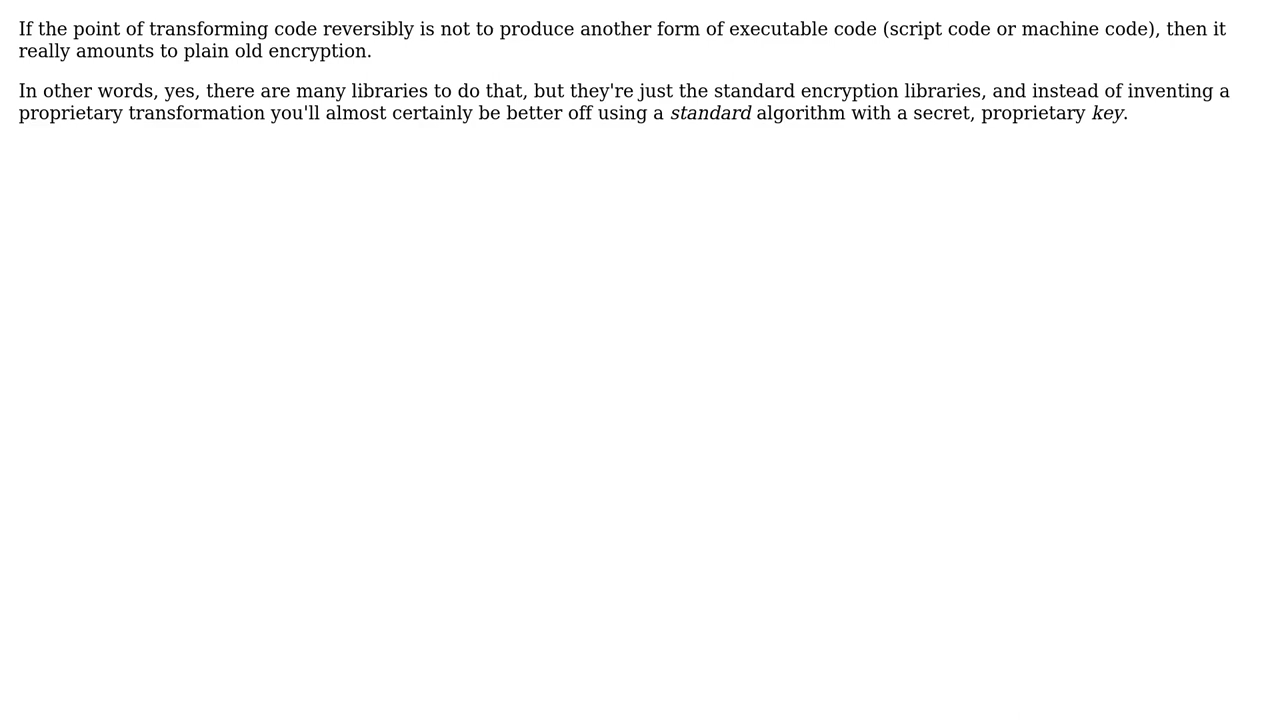 If the point of transforming code reversibly is not to produce another form of executable code (script code or machine code), then it
really amounts to plain old encryption.
In other words, yes, there are many libraries to do that, but they're just the standard encryption libraries, and instead of inventing a
proprietary transformation you'll almost certainly be better off using a standard algorithm with a secret, proprietary key.